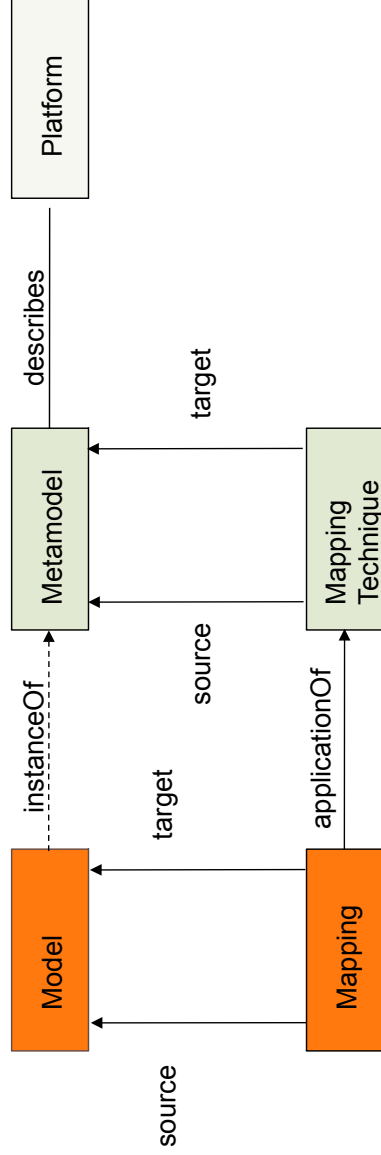 Model
instanceOf
Metamodel
describes
Platform
source
target
source
target
Mapping
applicationOf
Mapping
Technique